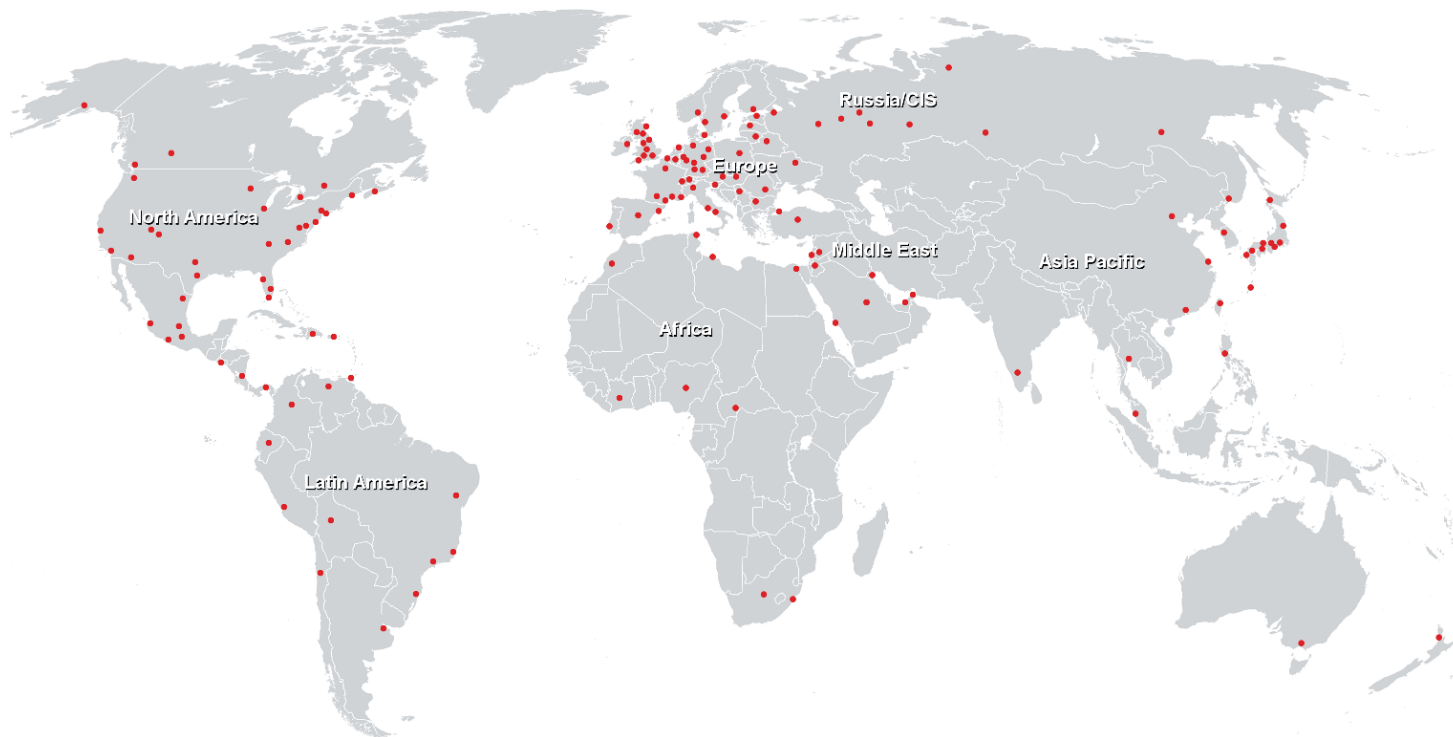 Russia/CIS
Europe
North America
Middle East
Asia Pacific
Africa
Latin America